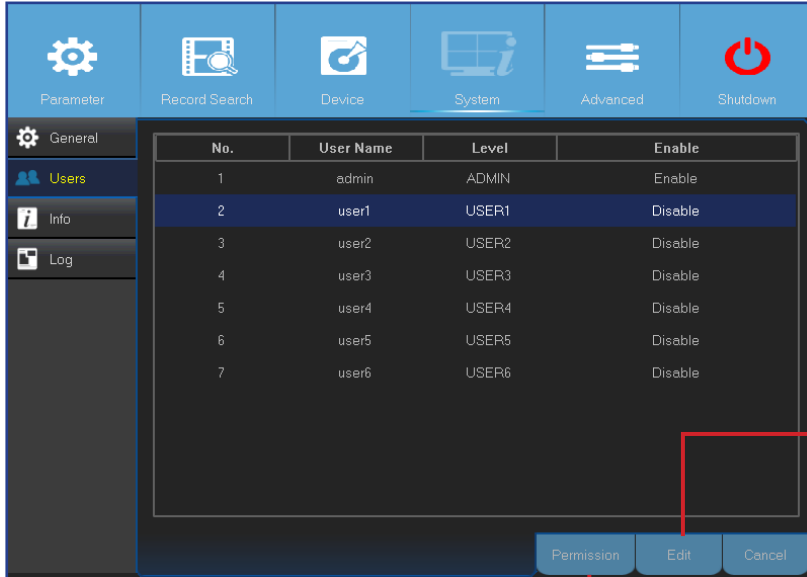 Parameter Record Search Device System Advanced Shutdown
General
Users
Info
Log
No. User Name Level Enable
1 admin ADMIN Enable
2 user1 USER1 Disable
3 user2 USER2 Disable
4 user3 USER3 Disable
5 user4 USER4 Disable
6 user5 USER5 Disable
7 user6 USER6 Disable
Permission Edit Cancel